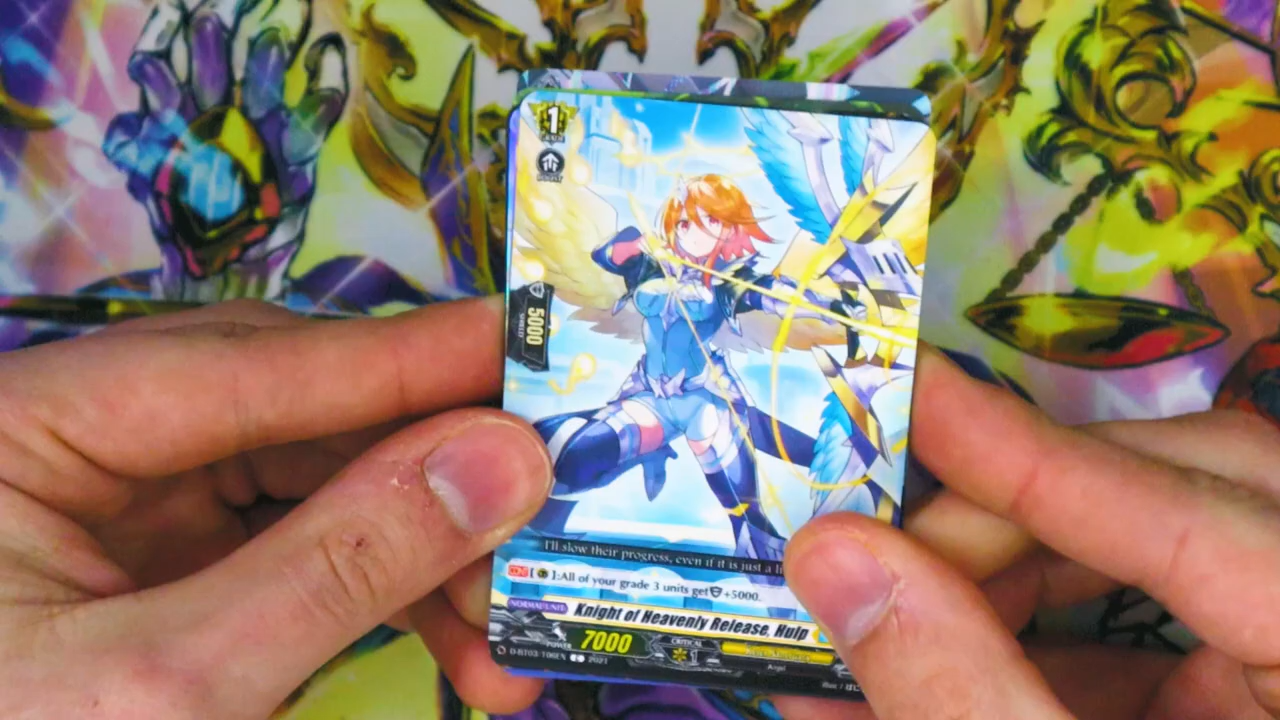 1
5000
SHIELD
I'll slow their progress, even if it is just a li
CONT [ ]:All of your grade 3 units get +5000.
NORMAL UNIT
Knight of Heavenly Release, Hulp
POWER 7000
CRITICAL 1
Angel
2021